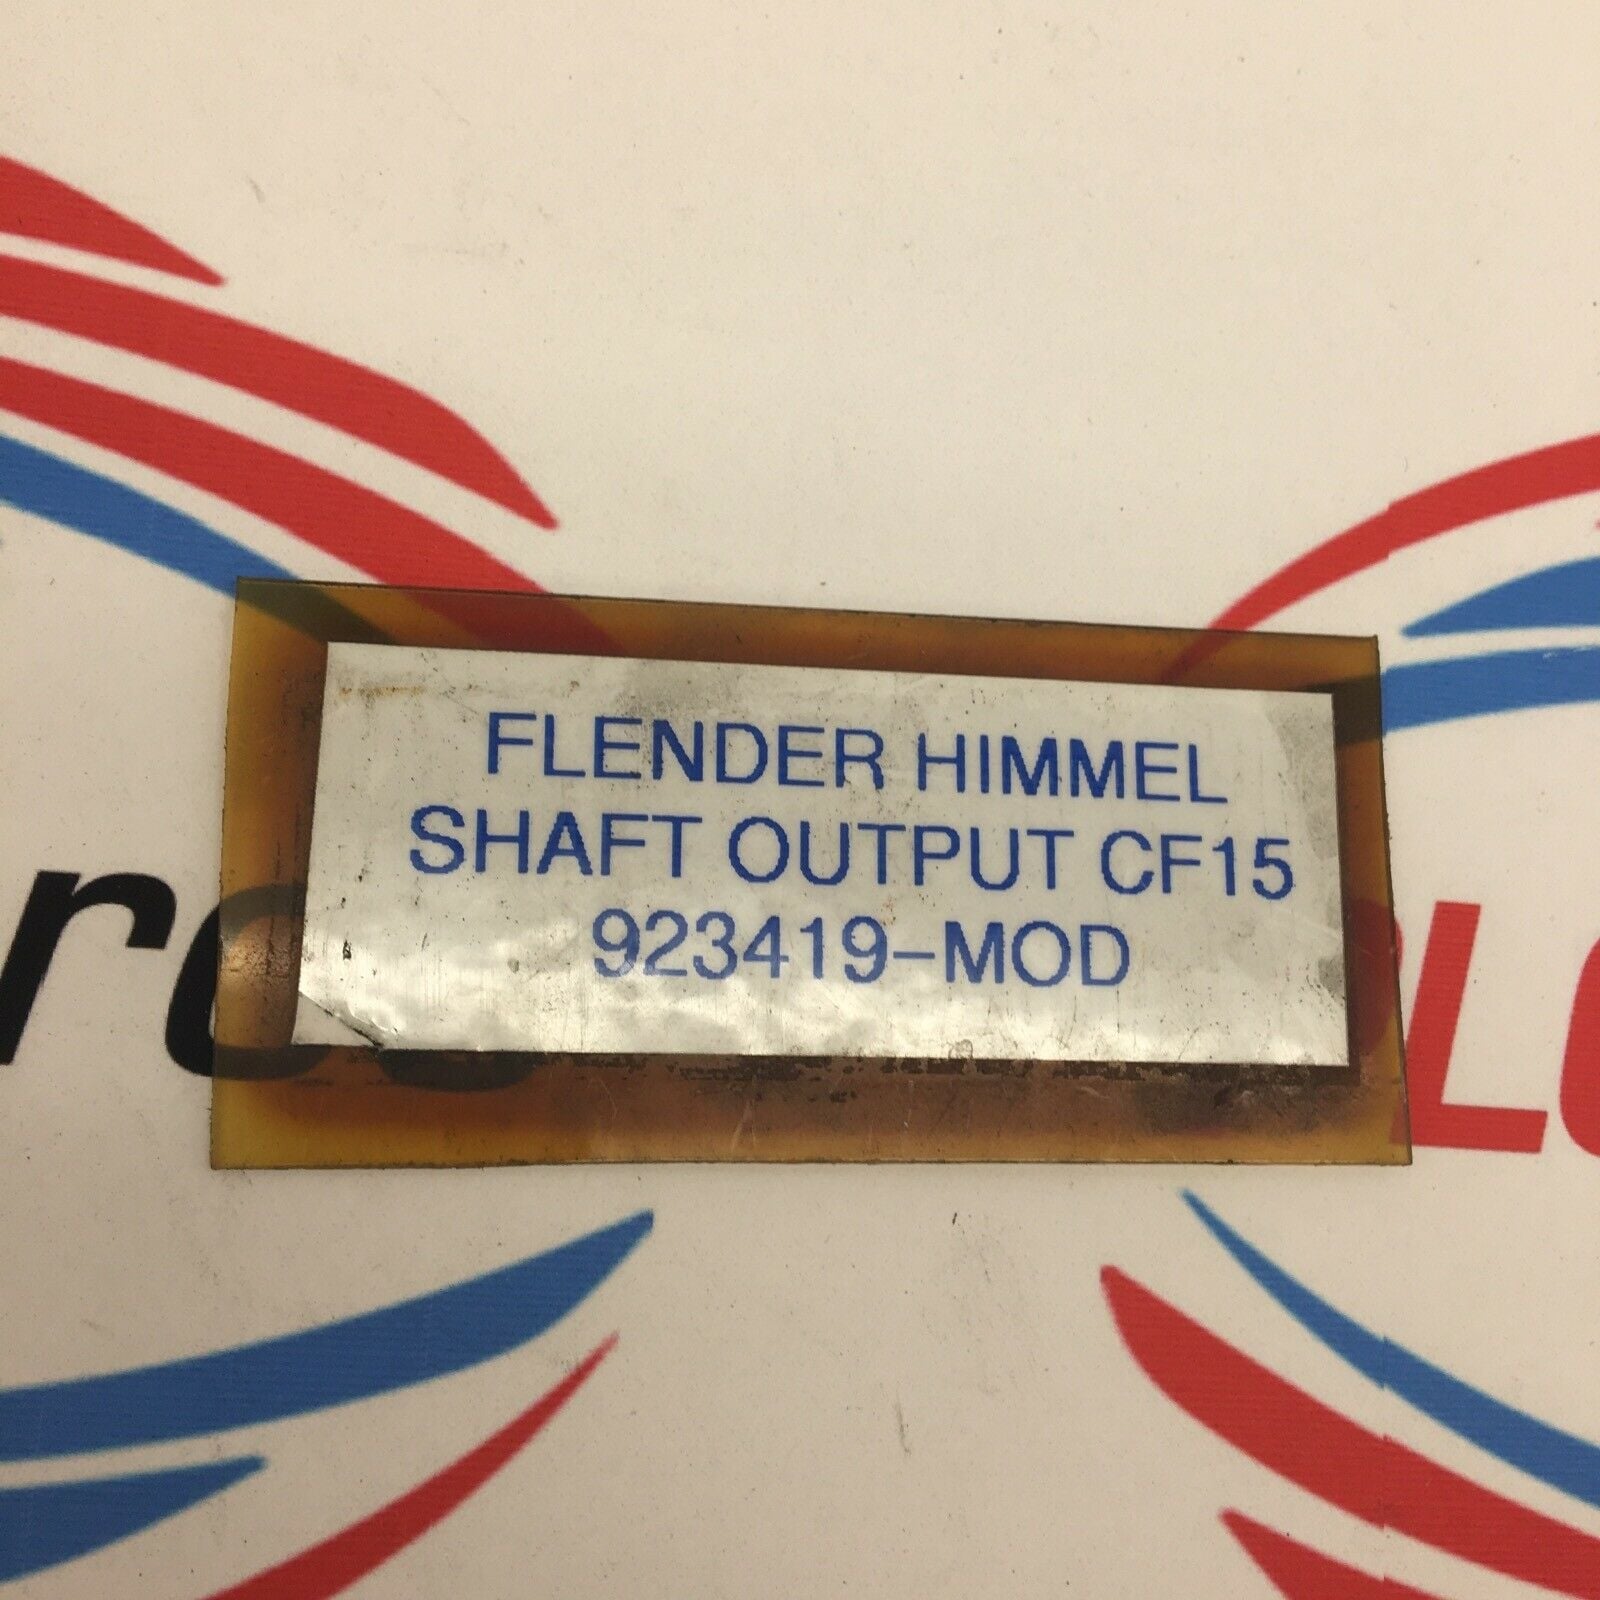 FLENDER HIMMEL
SHAFT OUTPUT CF15
923419-MOD